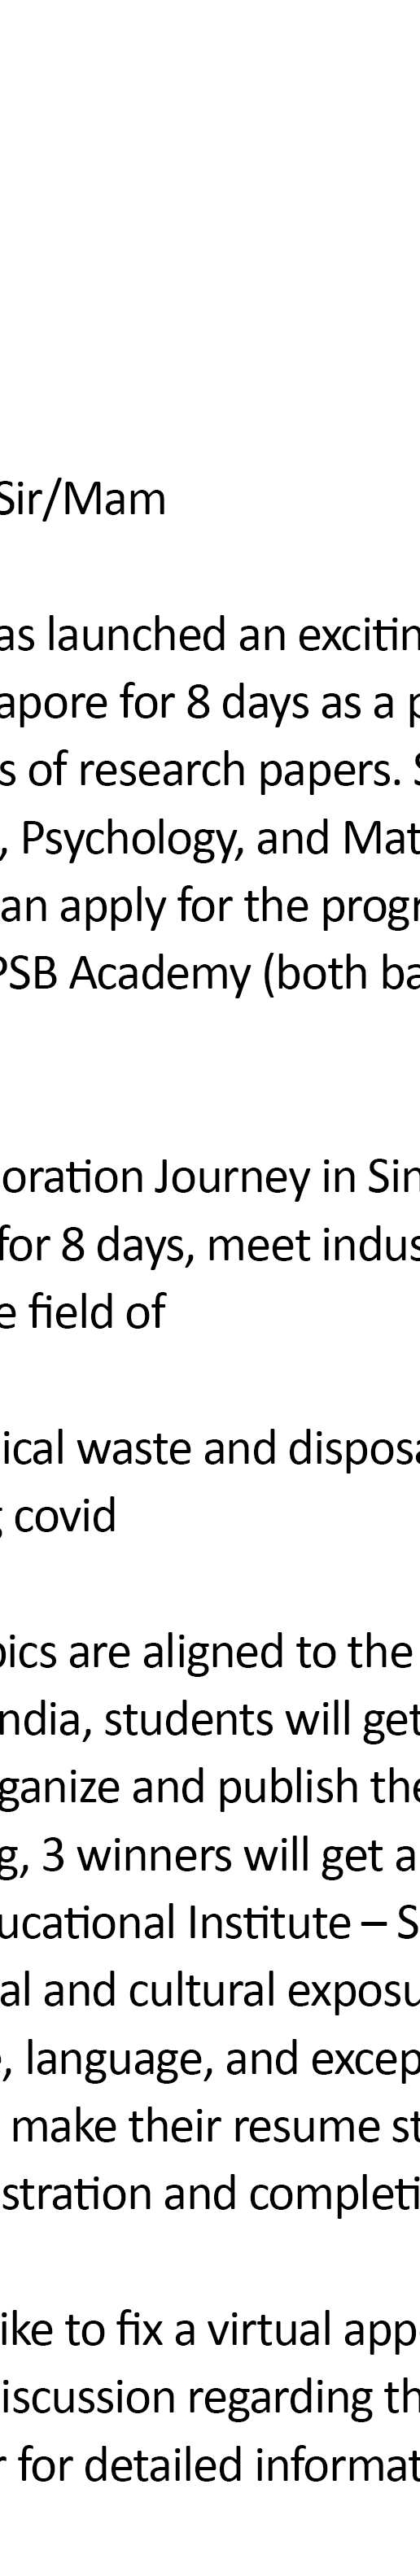 Sir/Mam
as launched an excitin
apore for 8 days as a p
s of research papers. S
, Psychology, and Mat
an apply for the progr
PSB Academy (both ba
oration Journey in Sin
for 8 days, meet indus
e field of
ical waste and disposa
g covid
pics are aligned to the
ndia, students will get
ganize and publish the
g, 3 winners will get a
ucational Institute – S
al and cultural exposu
e, language, and excep
make their resume st
stration and completi
ike to fix a virtual app
iscussion regarding th
r for detailed informat